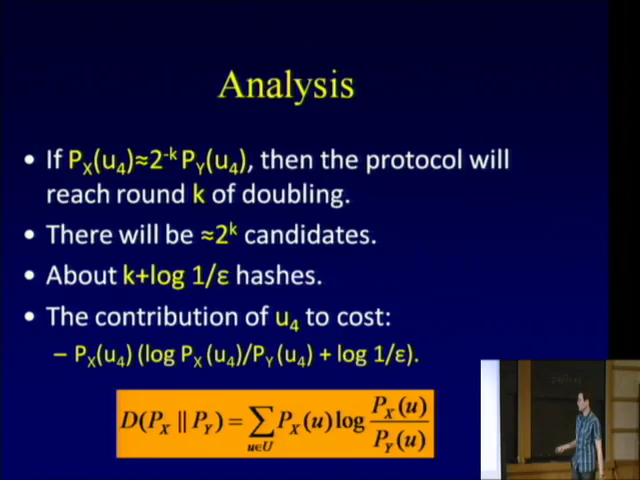 Analysis
• If P_X(u_4)≈2^-k P_Y(u_4), then the protocol will
reach round k of doubling.
• There will be ≈2^k candidates.
• About k+log 1/ε hashes.
• The contribution of u_4 to cost:
– P_X(u_4) (log P_X(u_4)/P_Y(u_4) + log 1/ε).
D(P_X || P_Y) = ∑_{u∈U} P_X(u) log P_X(u)/P_Y(u)